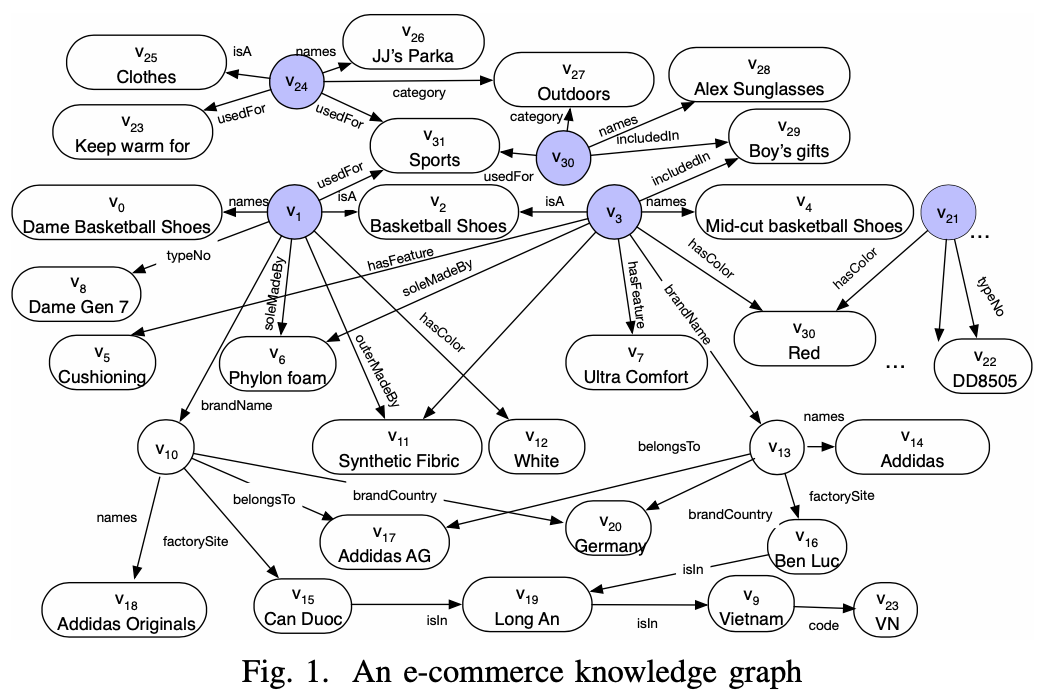 v25
Clothes
isA
v24
names
v26
JJ's Parka
category
v27
Outdoors
v28
Alex Sunglasses
v23
Keep warm for
usedFor
usedFor
v31
Sports
category
names
includedIn
v30
usedFor
v29
Boy's gifts
includedIn
v0
Dame Basketball Shoes
names
v1
usedFor
isA
v2
Basketball Shoes
isA
v3
names
v4
Mid-cut basketball Shoes
v21
...
typeNo
v8
Dame Gen 7
hasFeature
soleMadeBy
soleMadeBy
hasFeature
hasColor
hasColor
typeNo
v5
Cushioning
v6
Phylon foam
outerMadeBy
hasColor
v7
Ultra Comfort
brandName
v30
Red
...
v22
DD8505
brandName
v10
v11
Synthetic Fibric
v12
White
belongsTo
v13
names
v14
Addidas
names
belongsTo
brandCountry
factorySite
v17
Addidas AG
v20
Germany
brandCountry
factorySite
v16
Ben Luc
isIn
v18
Addidas Originals
v15
Can Duoc
isIn
v19
Long An
isIn
v9
Vietnam
code
v23
VN
Fig. 1. An e-commerce knowledge graph